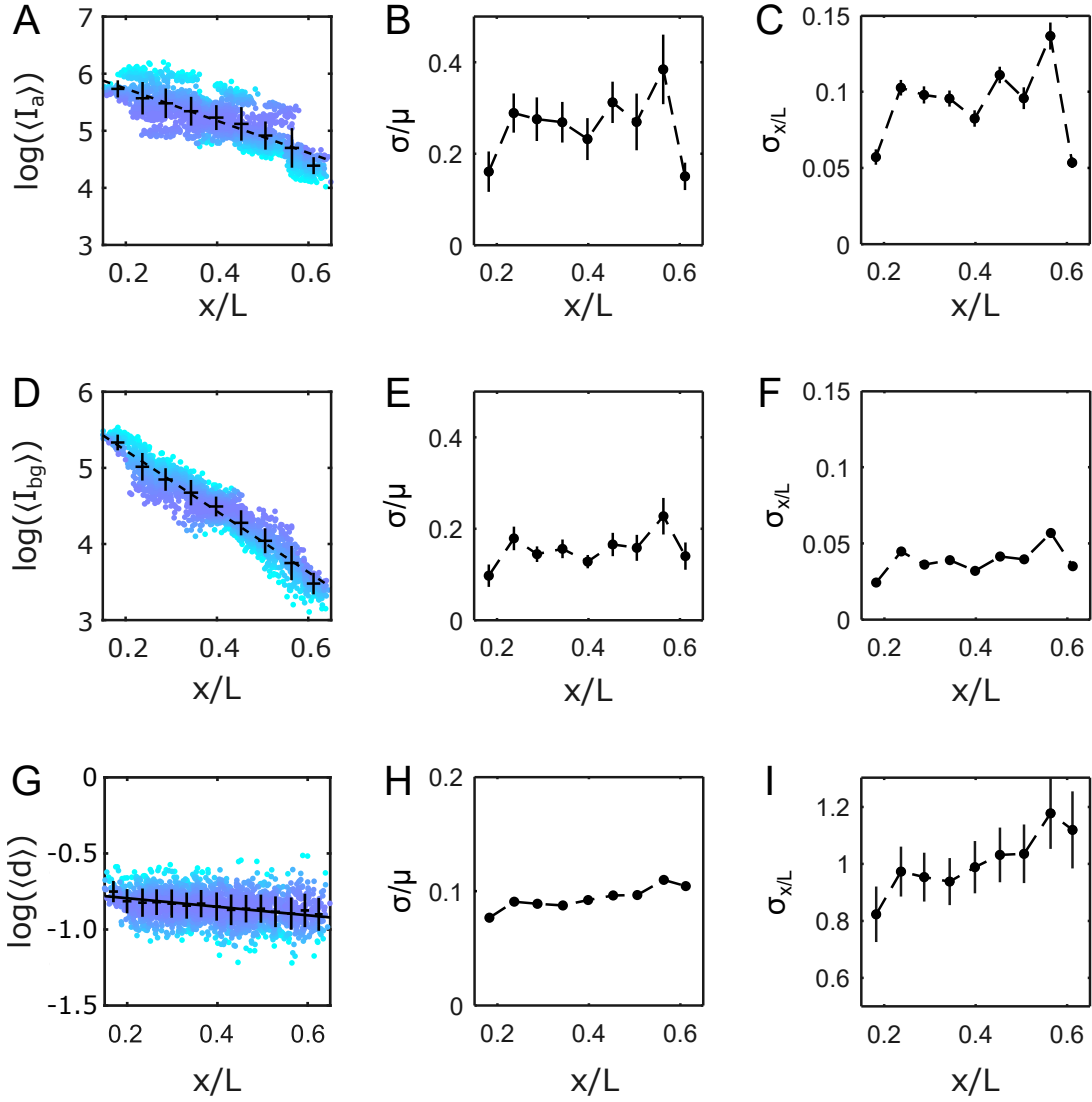 A
B
C
7
6
5
4
3
log(⟨I_a⟩)
0.2
0.4
0.6
x/L
0.4
0.2
0
σ/μ
0.2
0.4
0.6
x/L
0.15
0.1
0.05
0
σ_x/L
0.2
0.4
0.6
x/L
D
E
F
6
5
4
3
log(⟨I_bg⟩)
0.2
0.4
0.6
x/L
0.4
0.2
0
σ/μ
0.2
0.4
0.6
x/L
0.15
0.1
0.05
0
σ_x/L
0.2
0.4
0.6
x/L
G
H
I
0
-0.5
-1.0
-1.5
log(⟨d⟩)
0.2
0.4
0.6
x/L
0.2
0.1
0
σ/μ
0.2
0.4
0.6
x/L
1.2
1
0.8
0.6
σ_x/L
0.2
0.4
0.6
x/L